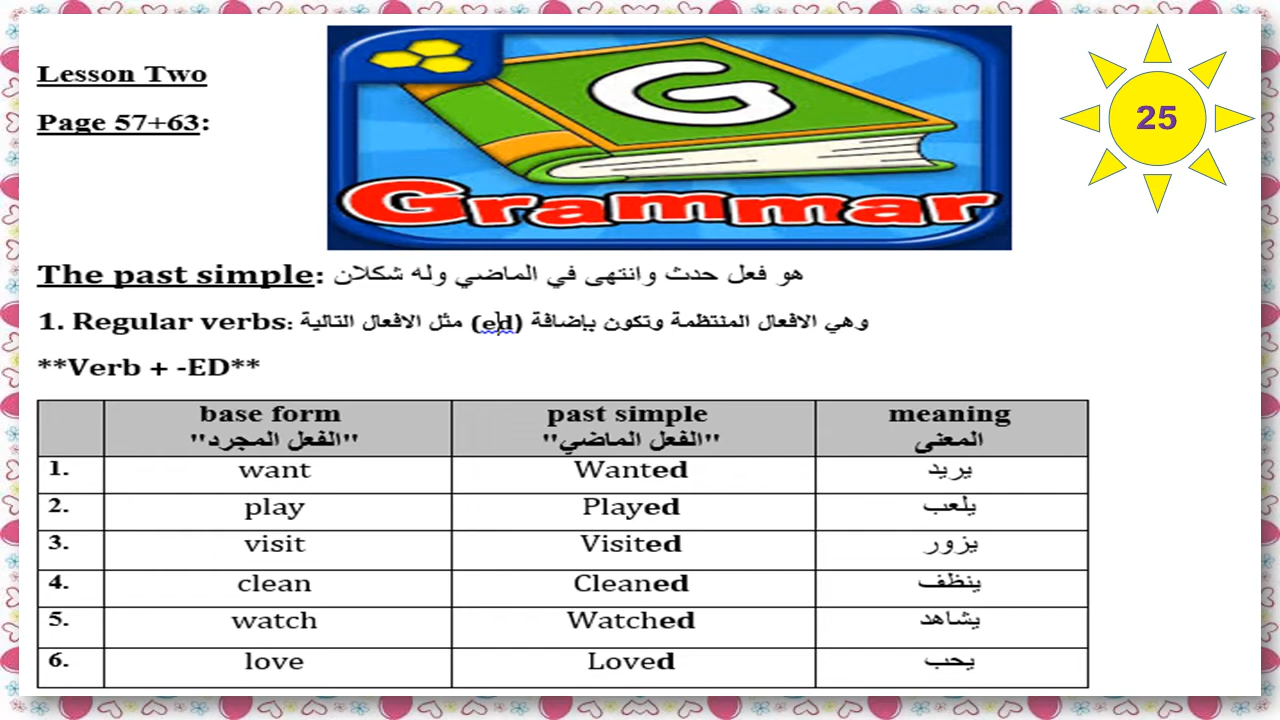 Lesson Two
Page 57+63:
G
Grammar
25
The past simple: هو فعل حدث وانتهى في الماضي وله شكلان
1. Regular verbs: وهي الافعال المنتظمة وتكون بإضافة (ed) مثل الافعال التالية
**Verb + -ED**
base form past simple meaning
"الفعل المجرد" "الفعل الماضي" المعنى
1. want Wanted يريد
2. play Played يلعب
3. visit Visited يزور
4. clean Cleaned ينظف
5. watch Watched يشاهد
6. love Loved يحب